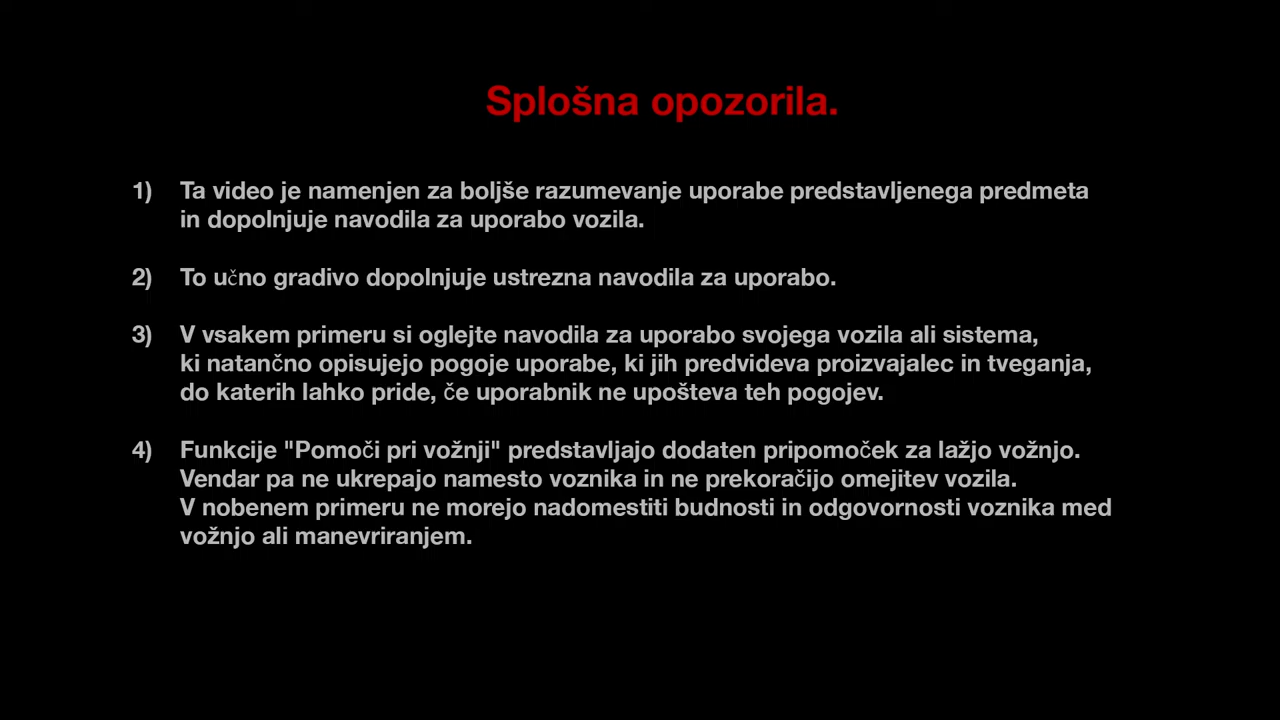 Splošna opozorila.
1) Ta video je namenjen za boljše razumevanje uporabe predstavljenega predmeta
in dopolnjuje navodila za uporabo vozila.
2) To učno gradivo dopolnjuje ustrezna navodila za uporabo.
3) V vsakem primeru si oglejte navodila za uporabo svojega vozila ali sistema,
ki natančno opisujejo pogoje uporabe, ki jih predvideva proizvajalec in tveganja,
do katerih lahko pride, če uporabnik ne upošteva teh pogojev.
4) Funkcije "Pomoči pri vožnji" predstavljajo dodaten pripomoček za lažjo vožnjo.
Vendar pa ne ukrepajo namesto voznika in ne prekoračijo omejitev vozila.
V nobenem primeru ne morejo nadomestiti budnosti in odgovornosti voznika med
vožnjo ali manevriranjem.